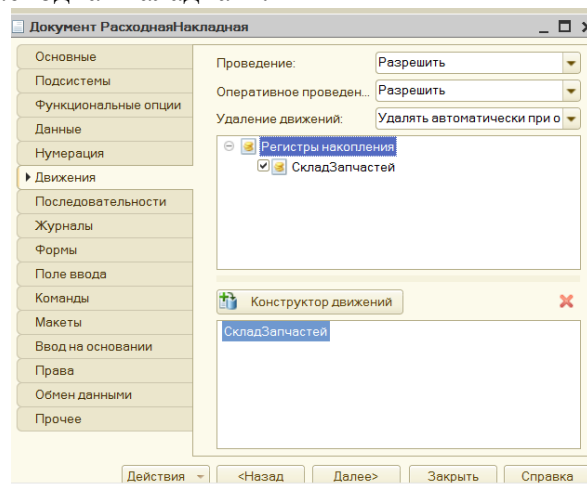 Документ РасходнаяНакладная
Основные
Подсистемы
Функциональные опции
Данные
Нумерация
Движения
Последовательности
Журналы
Формы
Поле ввода
Команды
Макеты
Ввод на основании
Права
Обмен данными
Прочее
Проведение: Разрешить
Оперативное проведен... Разрешить
Удаление движений: Удалять автоматически при о
Регистры накопления
СкладЗапчастей
Конструктор движений
СкладЗапчастей
Действия <Назад Далее> Закрыть Справка